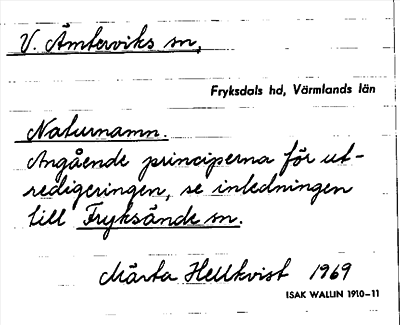 V. Ämterviks sn,
Fryksdals hd, Värmlands län
Naturnamn.
Angående principerna för ut-
redigeringen, se inledningen
till Fryksände sn.
Märta Hellkvist 1969
ISAK WALLIN 1910-11